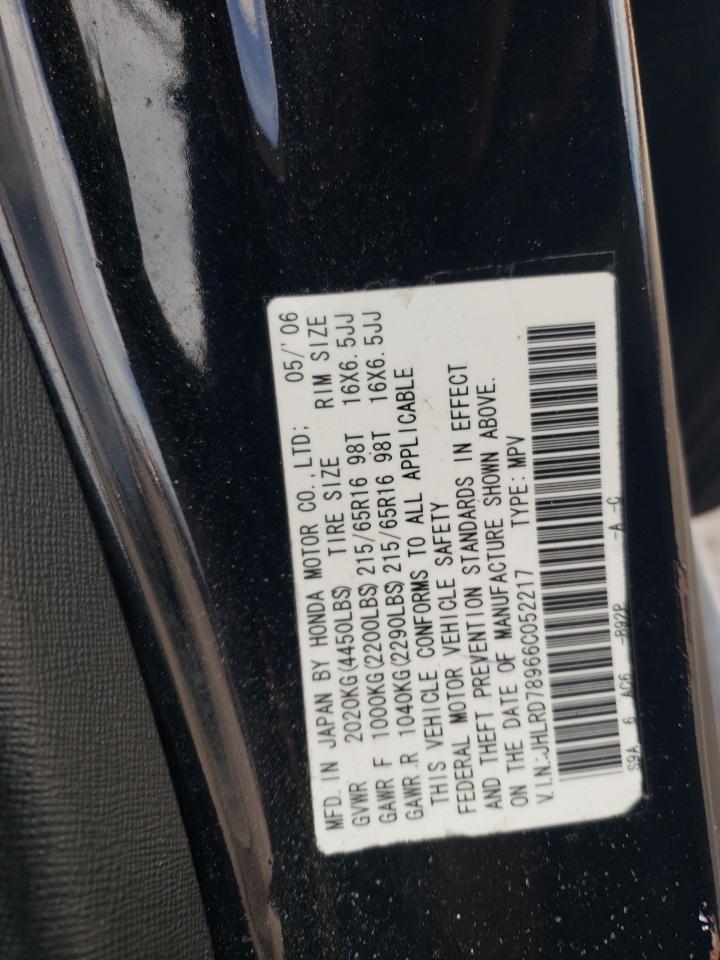 MFD. IN JAPAN BY HONDA MOTOR CO.,LTD; 05/'06
GVWR 2020KG(4450LBS) TIRE SIZE RIM SIZE
GAWR F 1000KG(2200LBS) 215/65R16 98T 16X6.5JJ
GAWR R 1040KG(2290LBS) 215/65R16 98T 16X6.5JJ
THIS VEHICLE CONFORMS TO ALL APPLICABLE
FEDERAL MOTOR VEHICLE SAFETY
AND THEFT PREVENTION STANDARDS IN EFFECT
ON THE DATE OF MANUFACTURE SHOWN ABOVE.
V.I.N.:JHLRD78966C052217 TYPE: MPV
S9A 6 AC6 -B92P -A -C